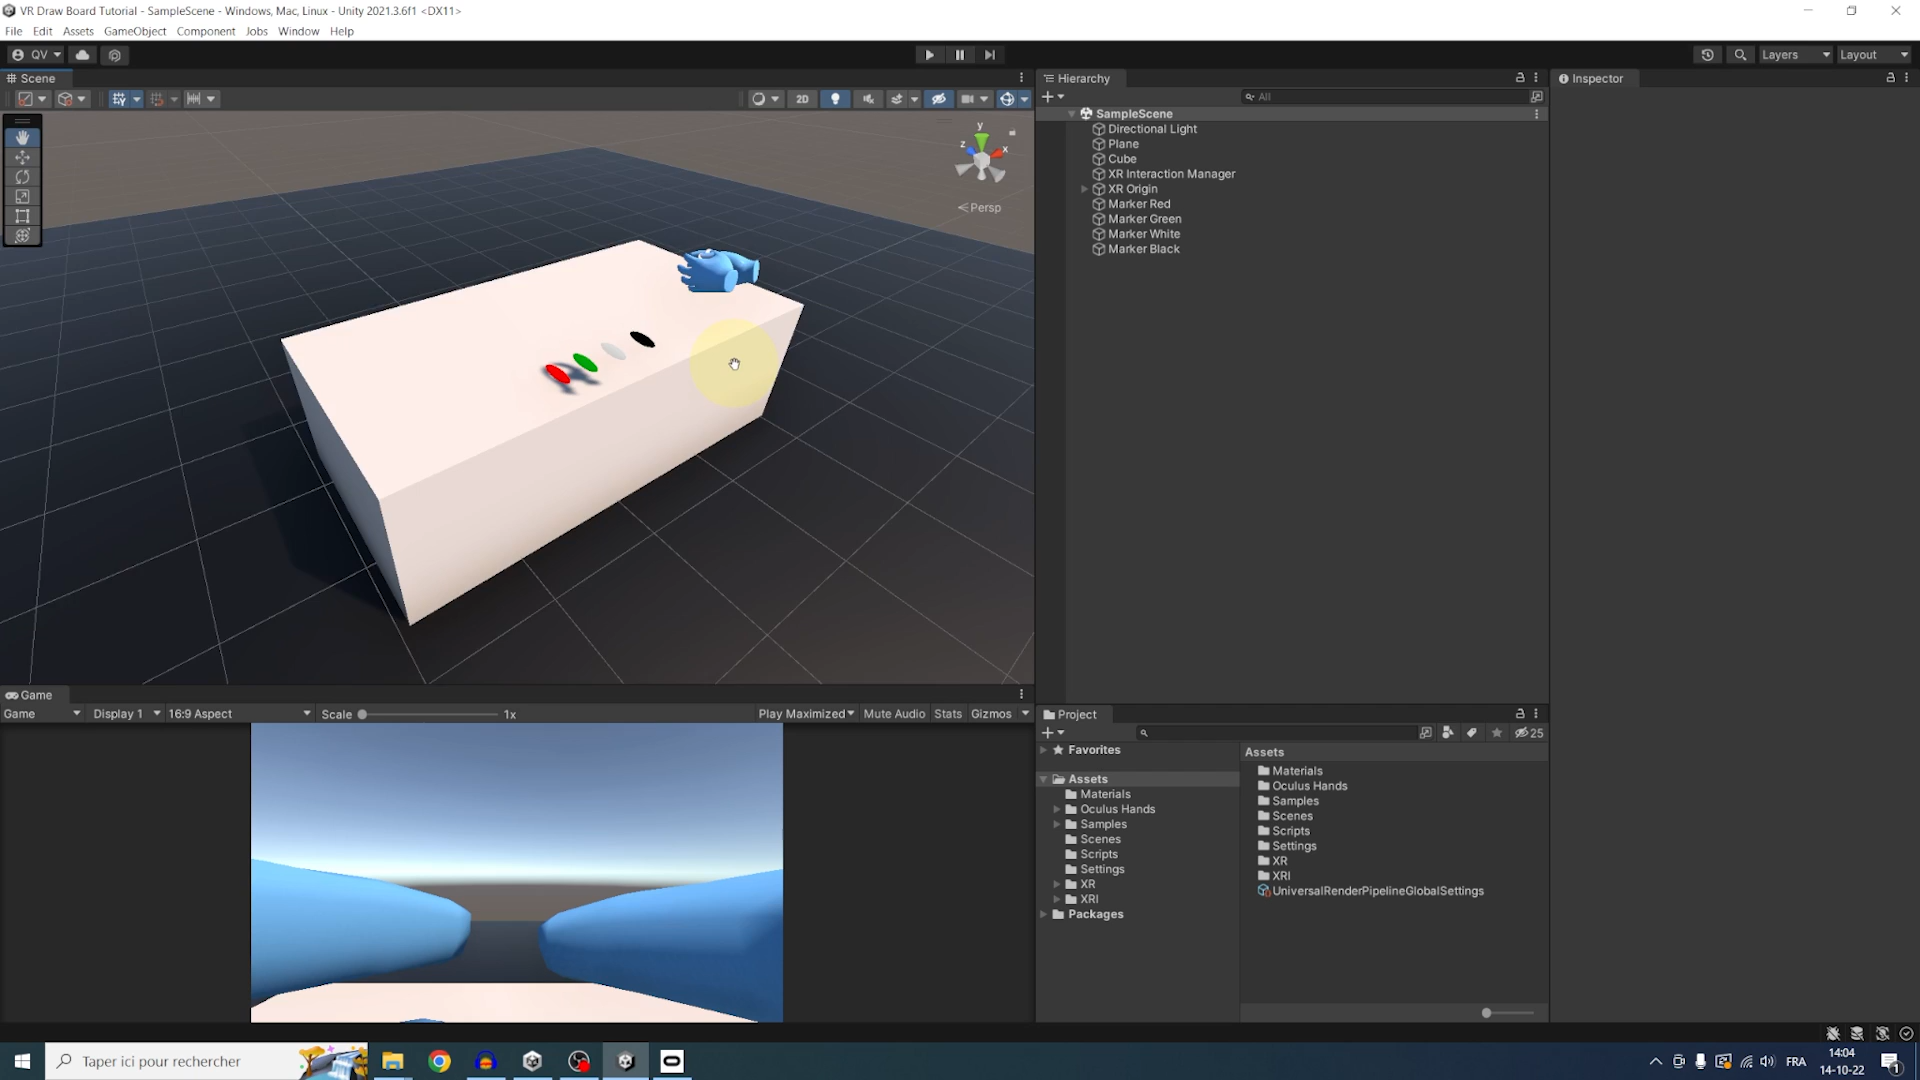 VR Draw Board Tutorial - SampleScene - Windows, Mac, Linux - Unity 2021.3.6f1 <DX11>
File Edit Assets GameObject Component Jobs Window Help
QV Layers Layout
Scene
2D
y
z x
Persp
Hierarchy
All
SampleScene
Directional Light
Plane
Cube
XR Interaction Manager
XR Origin
Marker Red
Marker Green
Marker White
Marker Black
Inspector
Game
Game Display 1 16:9 Aspect Scale 1x Play Maximized Mute Audio Stats Gizmos
Project
25
Favorites
Assets
Materials
Oculus Hands
Samples
Scenes
Scripts
Settings
XR
XRI
Packages
Assets
Materials
Oculus Hands
Samples
Scenes
Scripts
Settings
XR
XRI
UniversalRenderPipelineGlobalSettings
Taper ici pour rechercher
FRA
14:04
14-10-22
1